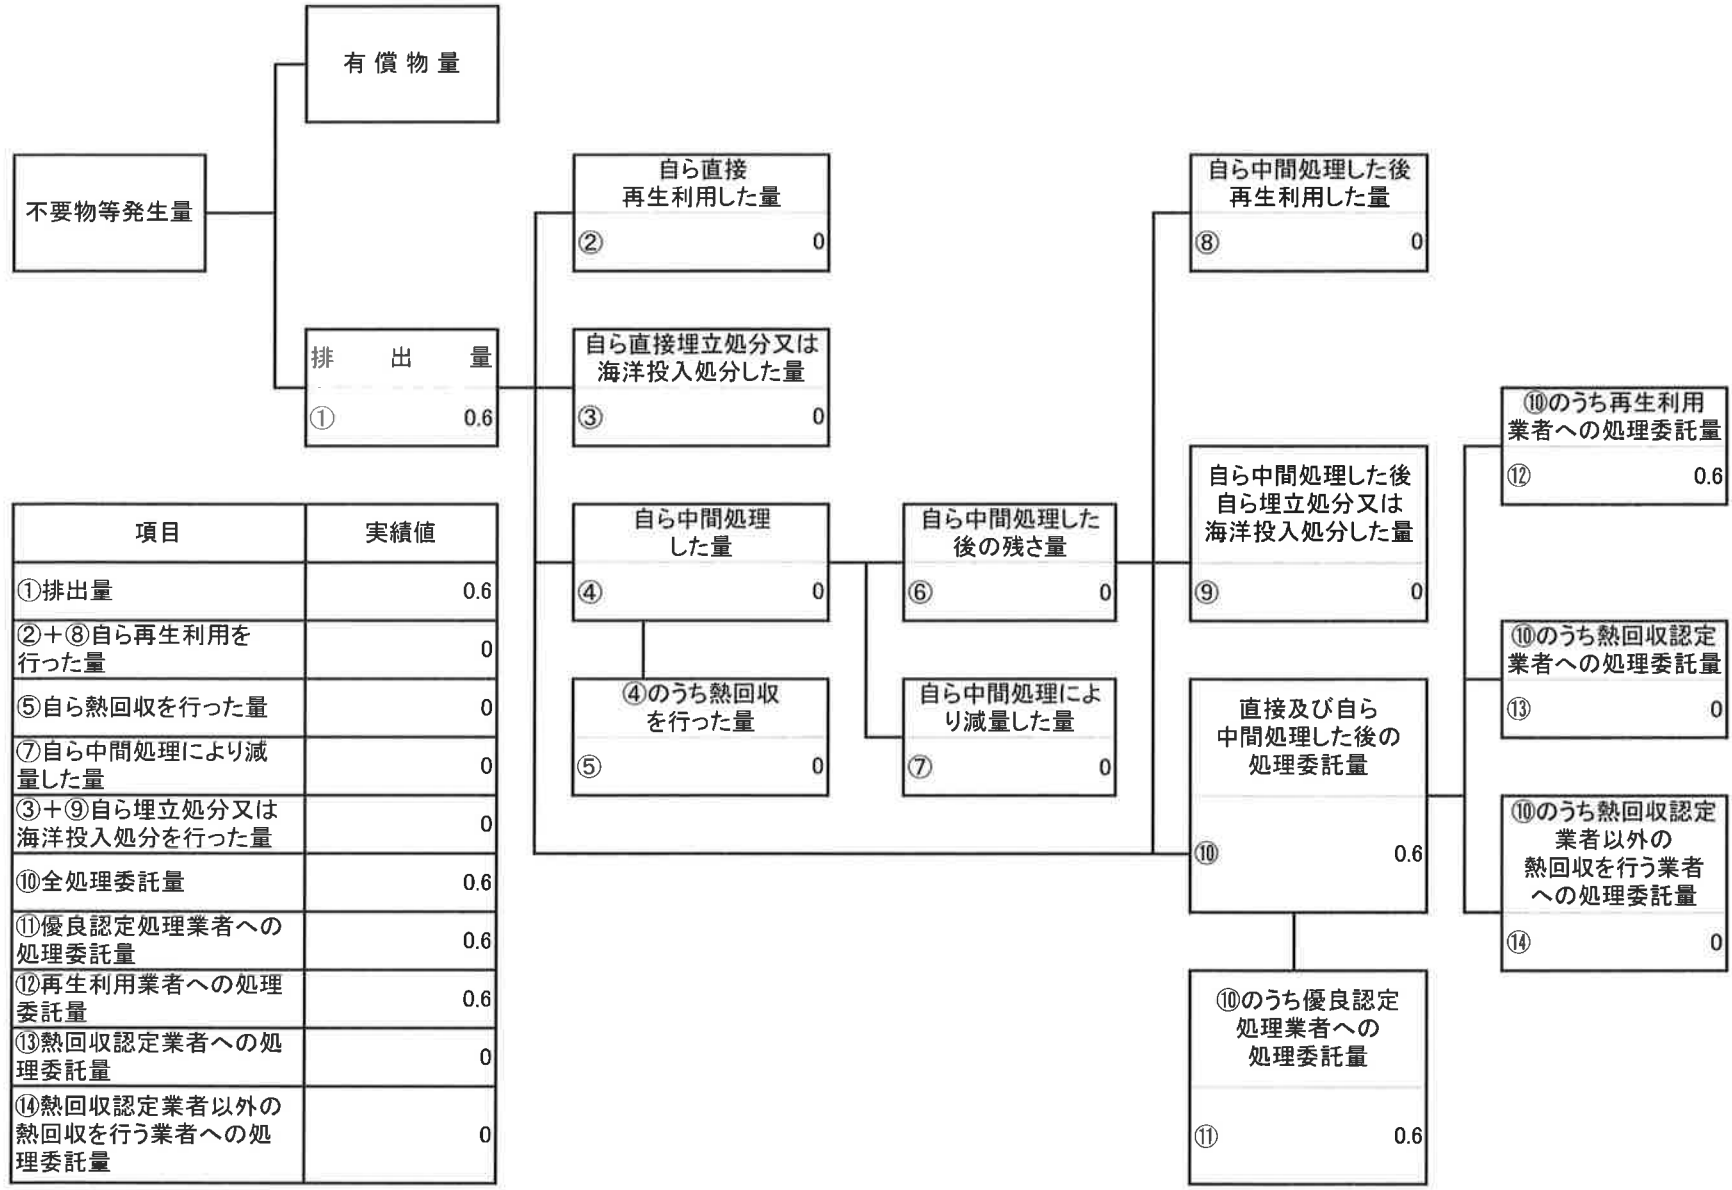 有償物量
不要物等発生量
排出量
① 0.6
自ら直接
再生利用した量
② 0
自ら直接埋立処分又は
海洋投入処分した量
③ 0
自ら中間処理
した量
④ 0
④のうち熱回収
を行った量
⑤ 0
自ら中間処理した
後の残さ量
⑥ 0
自ら中間処理によ
り減量した量
⑦ 0
自ら中間処理した後
再生利用した量
⑧ 0
自ら中間処理した後
自ら埋立処分又は
海洋投入処分した量
⑨ 0
直接及び自ら
中間処理した後の
処理委託量
⑩ 0.6
⑩のうち優良認定
処理業者への
処理委託量
⑪ 0.6
⑩のうち再生利用
業者への処理委託量
⑫ 0.6
⑩のうち熱回収認定
業者への処理委託量
⑬ 0
⑩のうち熱回収認定
業者以外の
熱回収を行う業者
への処理委託量
⑭ 0
項目 実績値
①排出量 0.6
②+⑧自ら再生利用を
行った量 0
⑤自ら熱回収を行った量 0
⑦自ら中間処理により減
量した量 0
③+⑨自ら埋立処分又は
海洋投入処分を行った量 0
⑩全処理委託量 0.6
⑪優良認定処理業者への
処理委託量 0.6
⑫再生利用業者への処理
委託量 0.6
⑬熱回収認定業者への処
理委託量 0
⑭熱回収認定業者以外の
熱回収を行う業者への処
理委託量 0